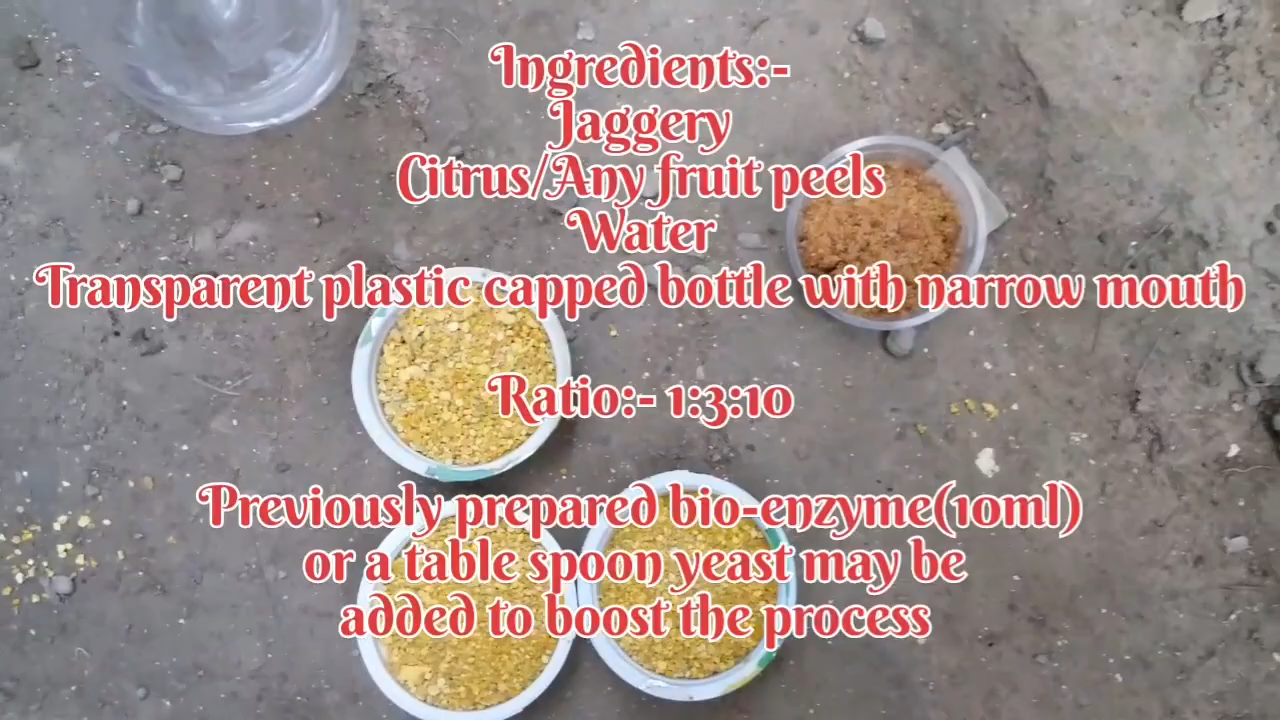 Ingredients:-
Jaggery
Citrus/Any fruit peels
Water
Transparent plastic capped bottle with narrow mouth
Ratio:- 1:3:10
Previously prepared bio-enzyme(10ml)
or a table spoon yeast may be
added to boost the process